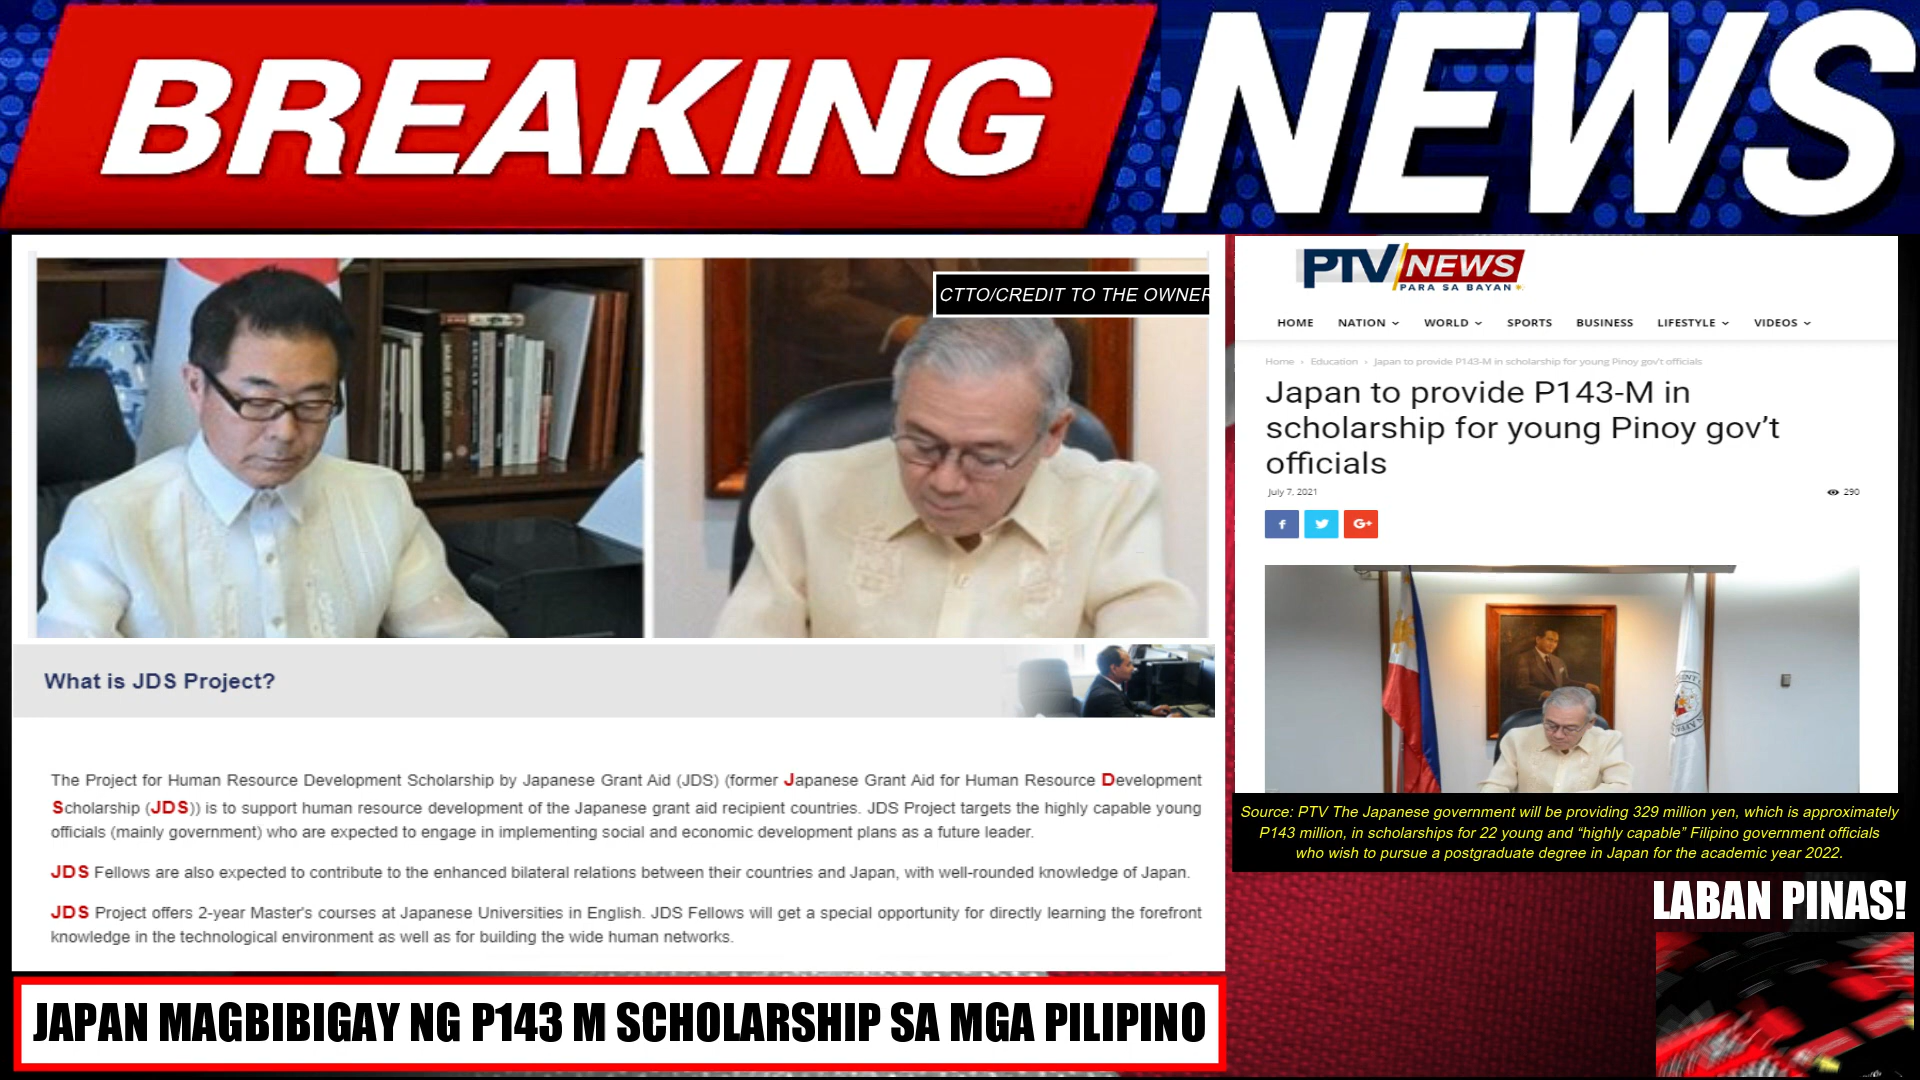 BREAKING NEWS
CTTO/CREDIT TO THE OWNER
What is JDS Project?
The Project for Human Resource Development Scholarship by Japanese Grant Aid (JDS) (former Japanese Grant Aid for Human Resource Development
Scholarship (JDS)) is to support human resource development of the Japanese grant aid recipient countries. JDS Project targets the highly capable young
officials (mainly government) who are expected to engage in implementing social and economic development plans as a future leader.
JDS Fellows are also expected to contribute to the enhanced bilateral relations between their countries and Japan, with well-rounded knowledge of Japan.
JDS Project offers 2-year Master's courses at Japanese Universities in English. JDS Fellows will get a special opportunity for directly learning the forefront
knowledge in the technological environment as well as for building the wide human networks.
JAPAN MAGBIBIGAY NG P143 M SCHOLARSHIP SA MGA PILIPINO
PTV NEWS
PARA SA BAYAN
HOME NATION WORLD SPORTS BUSINESS LIFESTYLE VIDEOS
Home › Education › Japan to provide P143-M in scholarship for young Pinoy gov't officials
Japan to provide P143-M in
scholarship for young Pinoy gov’t
officials
July 7, 2021 290
f G+
Source: PTV The Japanese government will be providing 329 million yen, which is approximately
P143 million, in scholarships for 22 young and “highly capable” Filipino government officials
who wish to pursue a postgraduate degree in Japan for the academic year 2022.
LABAN PINAS!